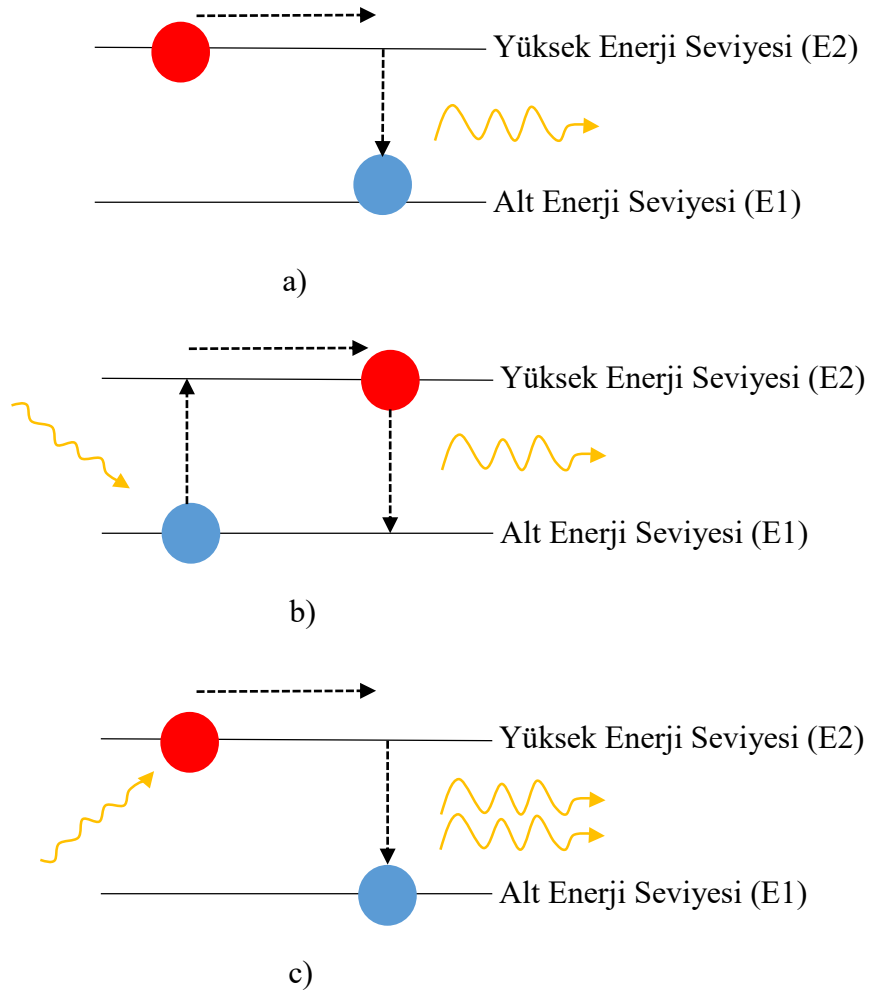 Yüksek Enerji Seviyesi (E2)
Alt Enerji Seviyesi (E1)
a)
Yüksek Enerji Seviyesi (E2)
Alt Enerji Seviyesi (E1)
b)
Yüksek Enerji Seviyesi (E2)
Alt Enerji Seviyesi (E1)
c)